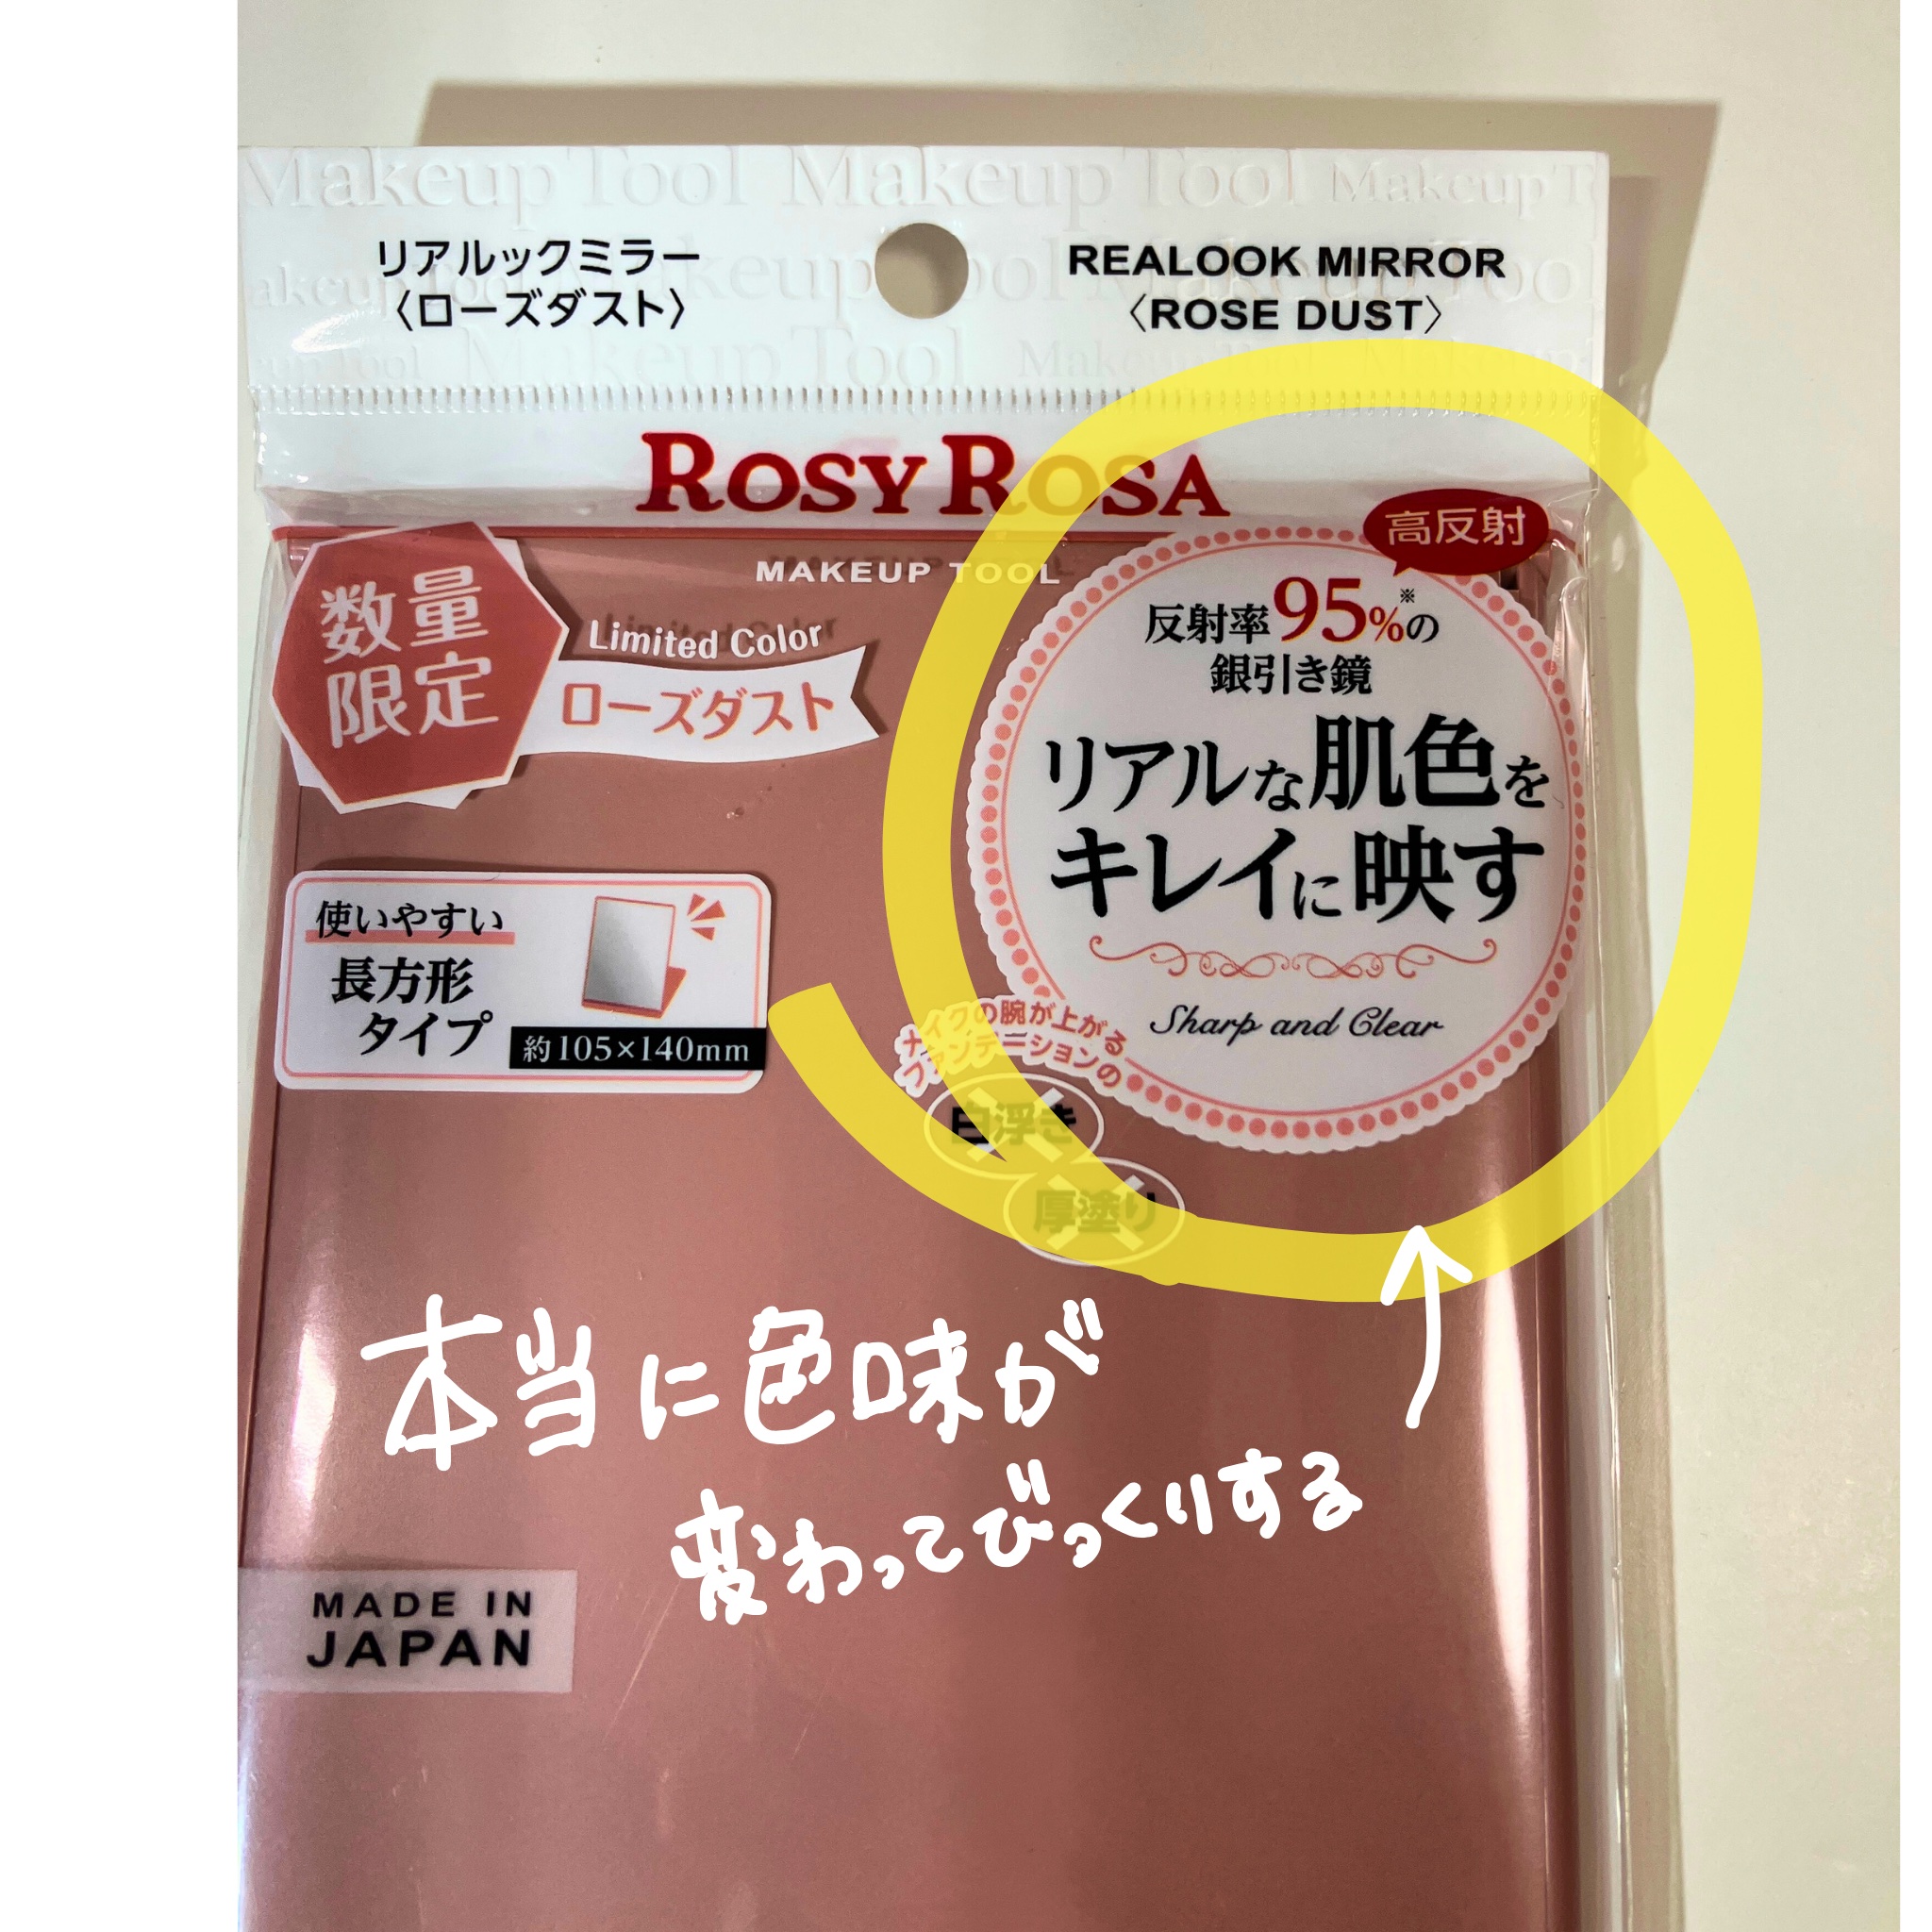 Makeup Tool Makeup Tool Makeup T
リアルックミラー
〈ローズダスト〉
REALOOK MIRROR
〈ROSE DUST〉
ROSY ROSA
MAKEUP TOOL
数量
限定
Limited Color
ローズダスト
高反射
反射率95%※の
銀引き鏡
リアルな肌色を
キレイに映す
Sharp and Clear
使いやすい
長方形
タイプ
約105×140mm
メイクの腕が上がる
ファンデーションの
白浮き
厚塗り
本当に色味が
変わってびっくりする
MADE IN
JAPAN